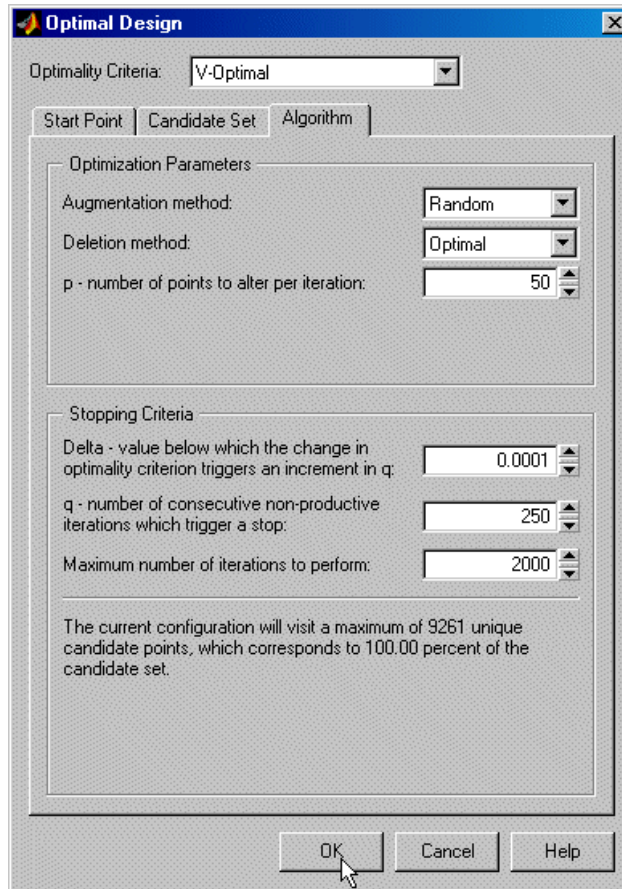 Optimal Design
Optimality Criteria: V-Optimal
Start Point Candidate Set Algorithm
Optimization Parameters
Augmentation method: Random
Deletion method: Optimal
p - number of points to alter per iteration: 50
Stopping Criteria
Delta - value below which the change in
optimality criterion triggers an increment in q: 0.0001
q - number of consecutive non-productive
iterations which trigger a stop: 250
Maximum number of iterations to perform: 2000
The current configuration will visit a maximum of 9261 unique
candidate points, which corresponds to 100.00 percent of the
candidate set.
OK Cancel Help